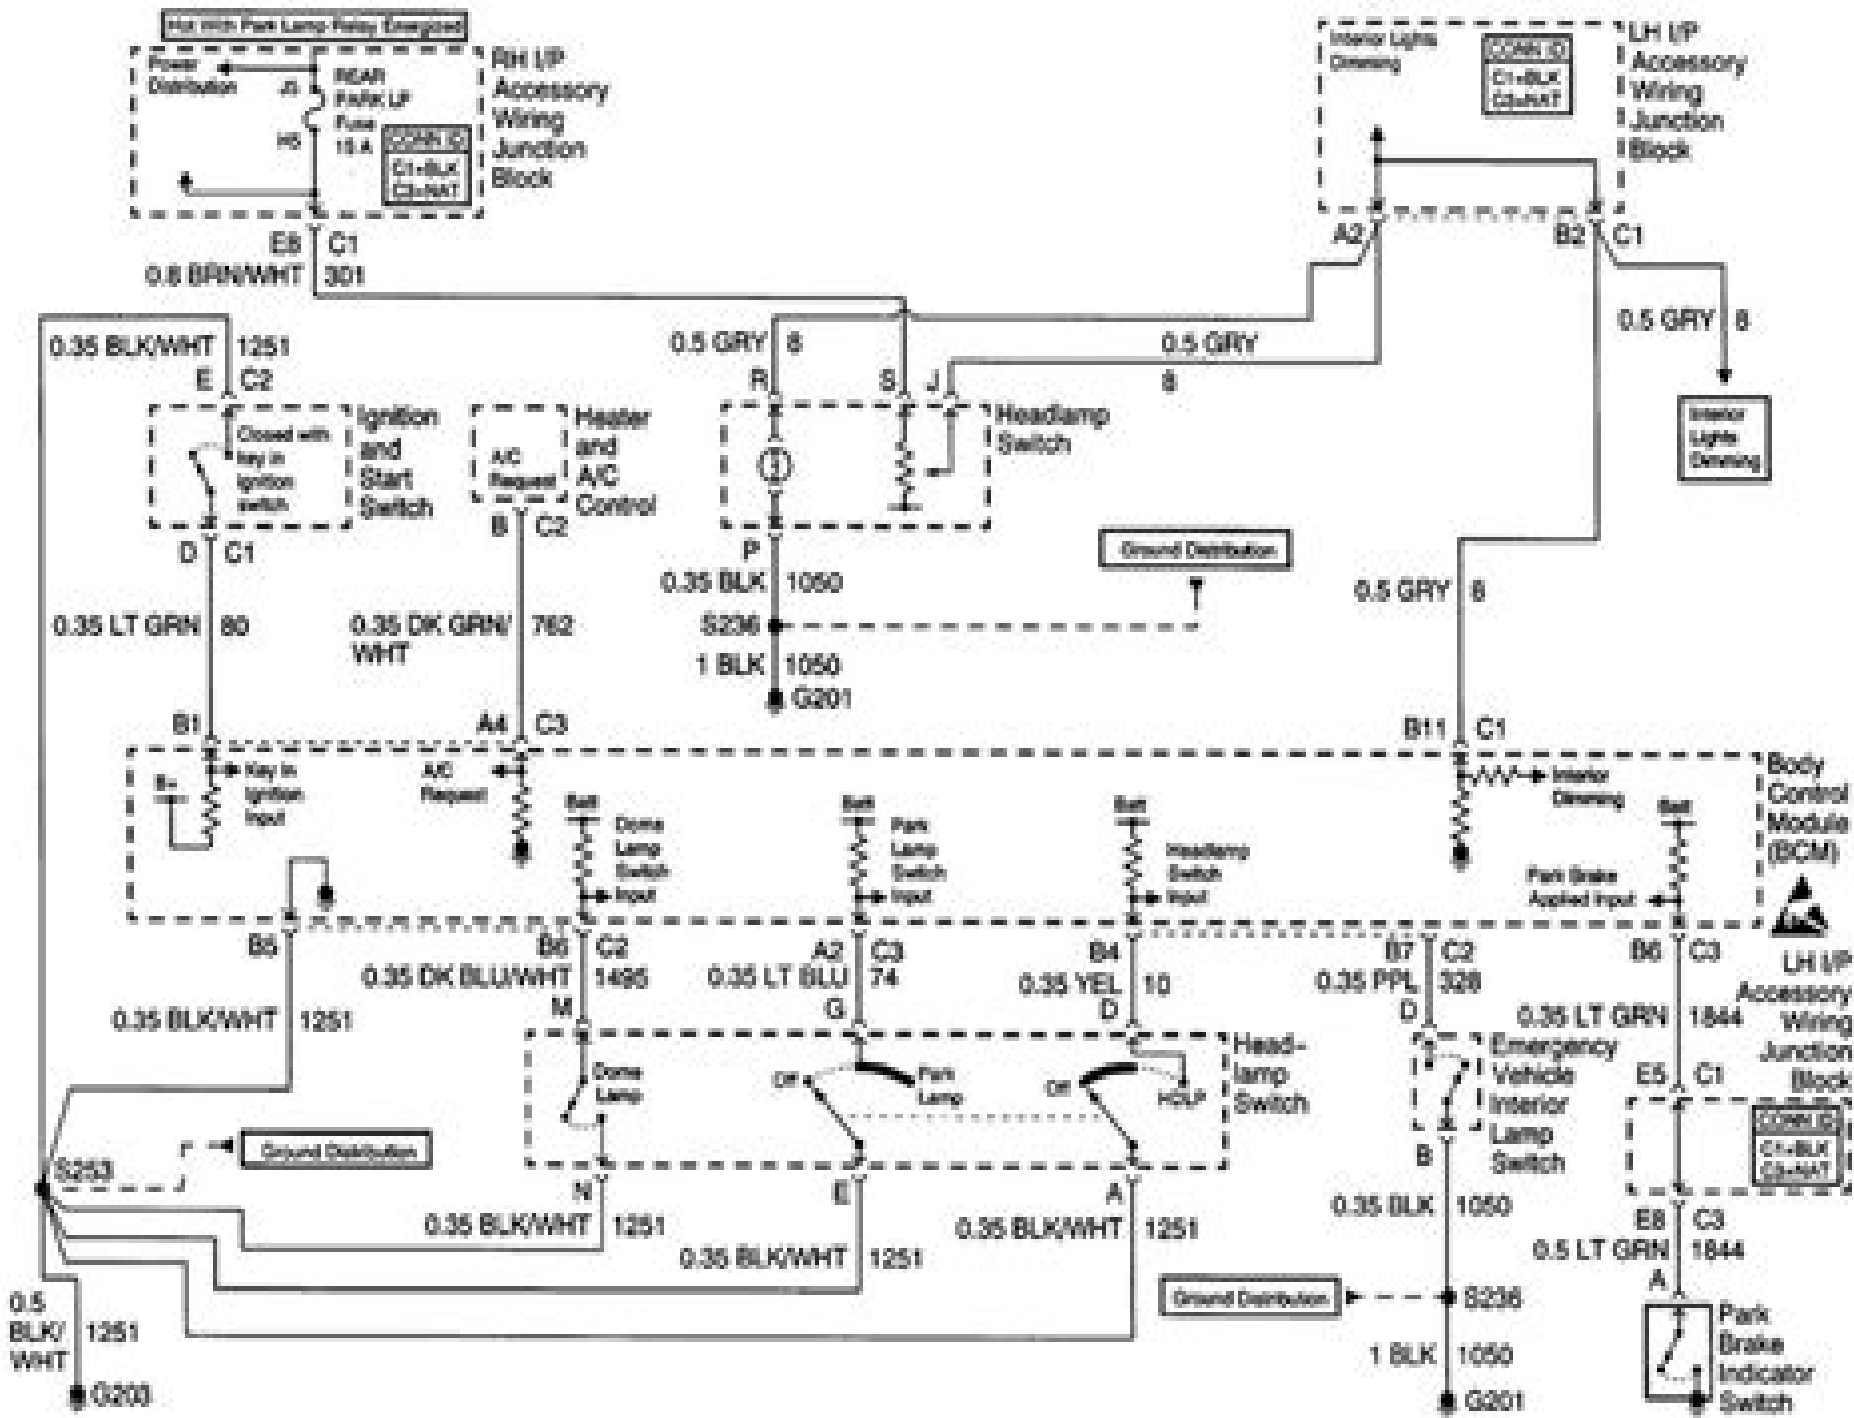 Hot With Park Lamp Relay Energized
Power
Distribution
J5
H5
REAR
PARK LP
Fuse
15 A
CONN ID
C1=BLK
C3=NAT
RH I/P
Accessory
Wiring
Junction
Block
E8 C1
0.8 BRN/WHT 301
Interior Lights
Dimming
CONN ID
C1=BLK
C3=NAT
LH I/P
Accessory
Wiring
Junction
Block
A2
B2 C1
0.5 GRY 8
Interior
Lights
Dimming
0.35 BLK/WHT 1251
E C2
0.5 GRY 8
0.5 GRY
8
R
S
J
Closed with
key in
ignition
switch
Ignition
and
Start
Switch
A/C
Request
Heater
and
A/C
Control
Headlamp
Switch
D C1
B C2
P
0.35 BLK 1050
Ground Distribution
0.5 GRY 8
0.35 LT GRN 80
0.35 DK GRN/
WHT
762
S236
1 BLK 1050
G201
B1
A4 C3
B11 C1
B+
Key In
Ignition
Input
A/C
Request
Batt
Dome
Lamp
Switch
Input
Batt
Park
Lamp
Switch
Input
Batt
Headlamp
Switch
Input
Interior
Dimming
Batt
Park Brake
Applied Input
Body
Control
Module
(BCM)
B5
B6 C2
A2 C3
B4
B7 C2
B6 C3
0.35 DK BLU/WHT 1495
0.35 LT BLU 74
0.35 YEL 10
0.35 PPL 328
0.35 BLK/WHT 1251
M
G
D
D
0.35 LT GRN 1844
LH I/P
Accessory
Wiring
Junction
Block
Dome
Lamp
Off
Park
Lamp
Off
HDLP
Head-
lamp
Switch
Emergency
Vehicle
Interior
Lamp
Switch
E5 C1
CONN ID
C1=BLK
C3=NAT
S253
Ground Distribution
N
E
A
B
0.35 BLK/WHT 1251
0.35 BLK/WHT 1251
0.35 BLK/WHT 1251
0.35 BLK 1050
E8 C3
0.5 LT GRN 1844
A
Ground Distribution
S236
1 BLK 1050
G201
Park
Brake
Indicator
Switch
0.5
BLK/
WHT
1251
G203